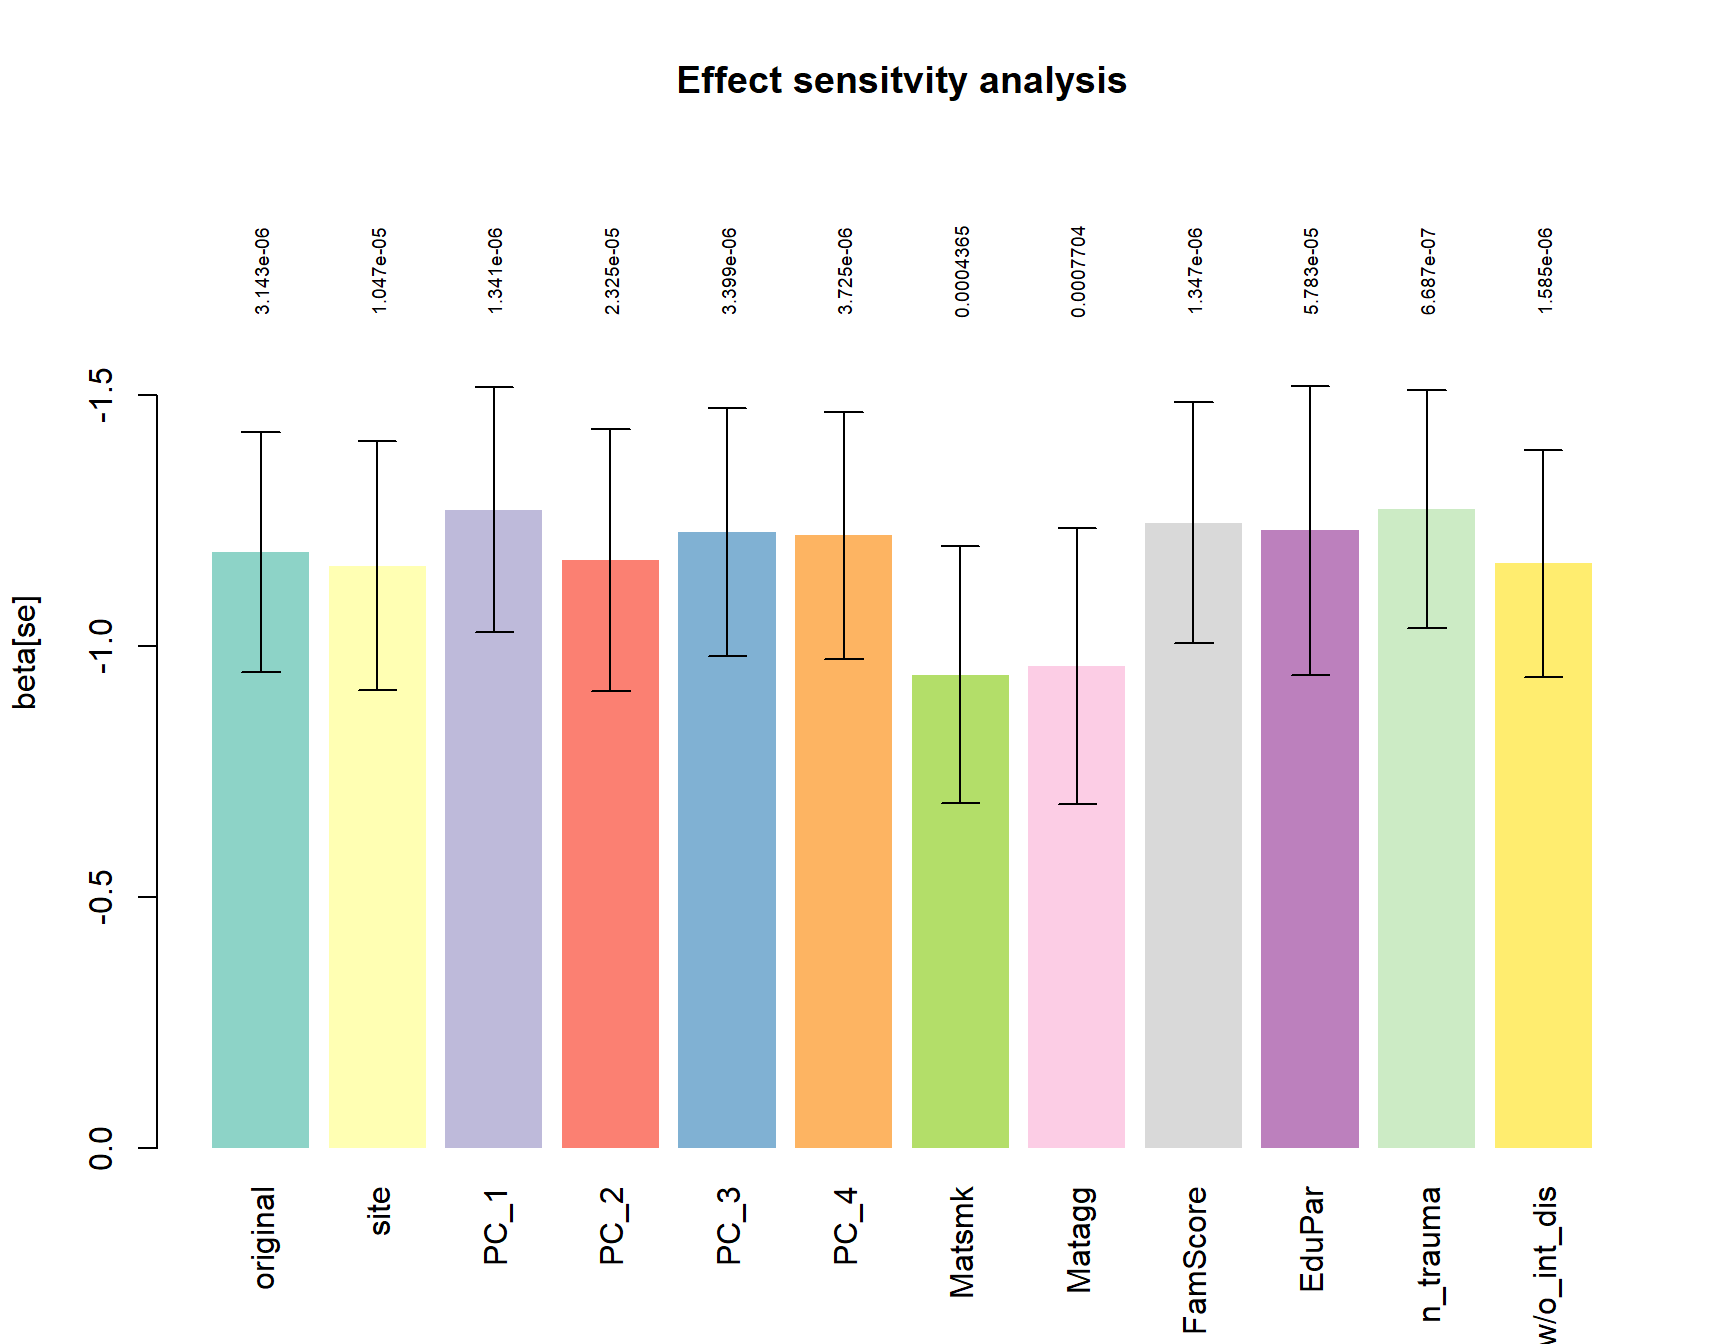 Effect sensitvity analysis
3.143e-06
1.047e-05
1.341e-06
2.325e-05
3.399e-06
3.725e-06
0.0004365
0.0007704
1.347e-06
5.783e-05
6.687e-07
1.585e-06
beta[se]
-1.5
-1.0
-0.5
0.0
original
site
PC_1
PC_2
PC_3
PC_4
Matsmk
Matagg
FamScore
EduPar
n_trauma
w/o_int_dis